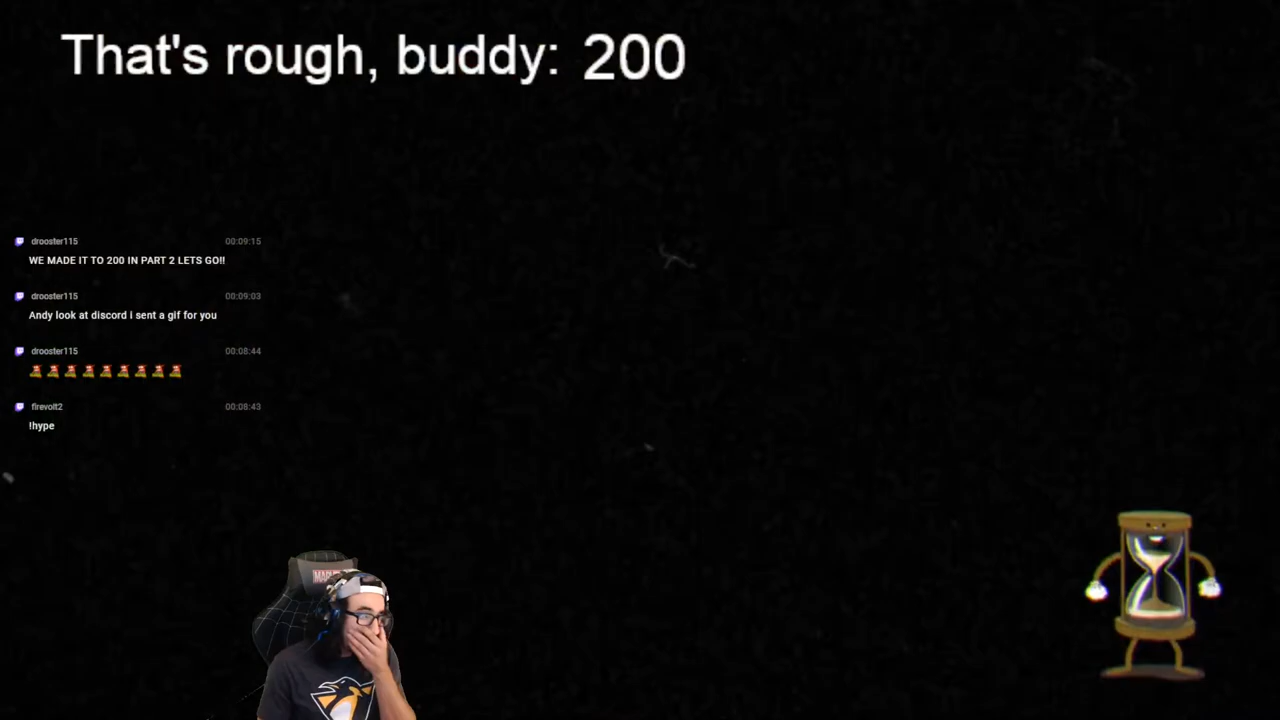 That's rough, buddy: 200
drooster115 00:09:15
WE MADE IT TO 200 IN PART 2 LETS GO!!
drooster115 00:09:03
Andy look at discord i sent a gif for you
drooster115 00:08:44
firevolt2 00:08:43
!hype